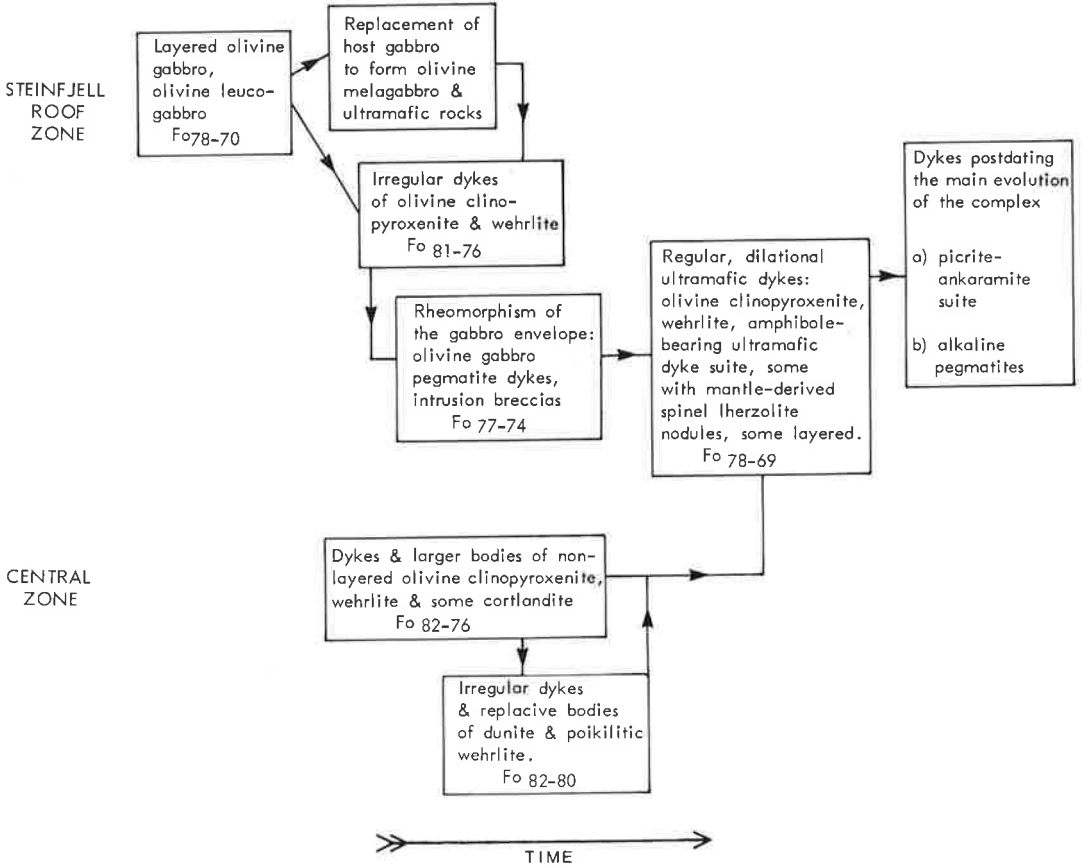 STEINFJELL
ROOF
ZONE
Layered olivine
gabbro,
olivine leuco-
gabbro
Fo78-70
Replacement of
host gabbro
to form olivine
melagabbro &
ultramafic rocks
Irregular dykes
of olivine clino-
pyroxenite & wehrlite
Fo 81-76
Rheomorphism of
the gabbro envelope:
olivine gabbro
pegmatite dykes,
intrusion breccias
Fo 77-74
Regular, dilational
ultramafic dykes:
olivine clinopyroxenite,
wehrlite, amphibole-
bearing ultramafic
dyke suite, some
with mantle-derived
spinel lherzolite
nodules, some layered.
Fo 78-69
Dykes postdating
the main evolution
of the complex
a) picrite-
ankaramite
suite
b) alkaline
pegmatites
CENTRAL
ZONE
Dykes & larger bodies of non-
layered olivine clinopyroxenite,
wehrlite & some cortlandite
Fo 82-76
Irregular dykes
& replacive bodies
of dunite & poikilitic
wehrlite.
Fo 82-80
TIME